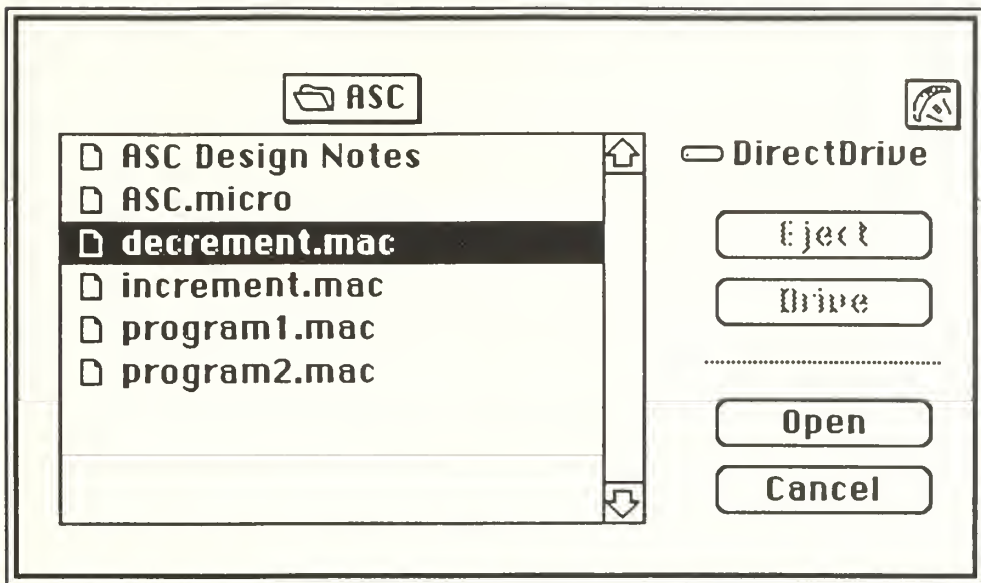 ASC
DirectDrive
ASC Design Notes
ASC.micro
decrement.mac
increment.mac
program1.mac
program2.mac
Eject
Drive
Open
Cancel